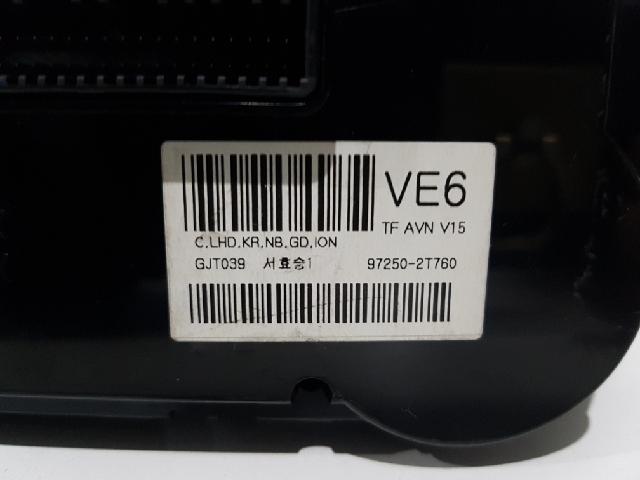 VE6
TF AVN V15
C,LHD,KR,NB,GD,ION
GJT039 서효승1 97250-2T760